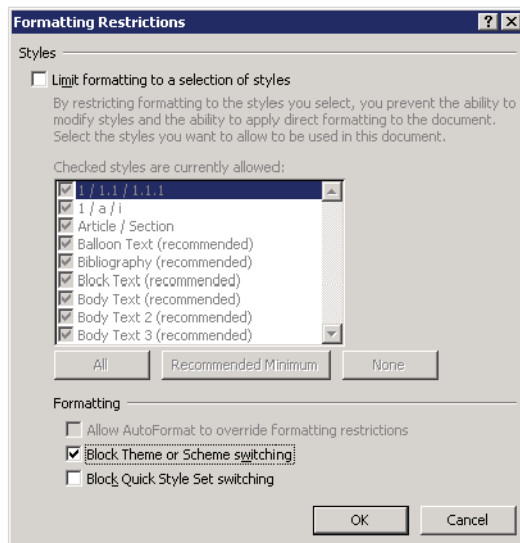 Formatting Restrictions
Styles
Limit formatting to a selection of styles
By restricting formatting to the styles you select, you prevent the ability to
modify styles and the ability to apply direct formatting to the document.
Select the styles you want to allow to be used in this document.
Checked styles are currently allowed:
1 / 1.1 / 1.1.1
1 / a / i
Article / Section
Balloon Text (recommended)
Bibliography (recommended)
Block Text (recommended)
Body Text (recommended)
Body Text 2 (recommended)
Body Text 3 (recommended)
All Recommended Minimum None
Formatting
Allow AutoFormat to override formatting restrictions
Block Theme or Scheme switching
Block Quick Style Set switching
OK Cancel